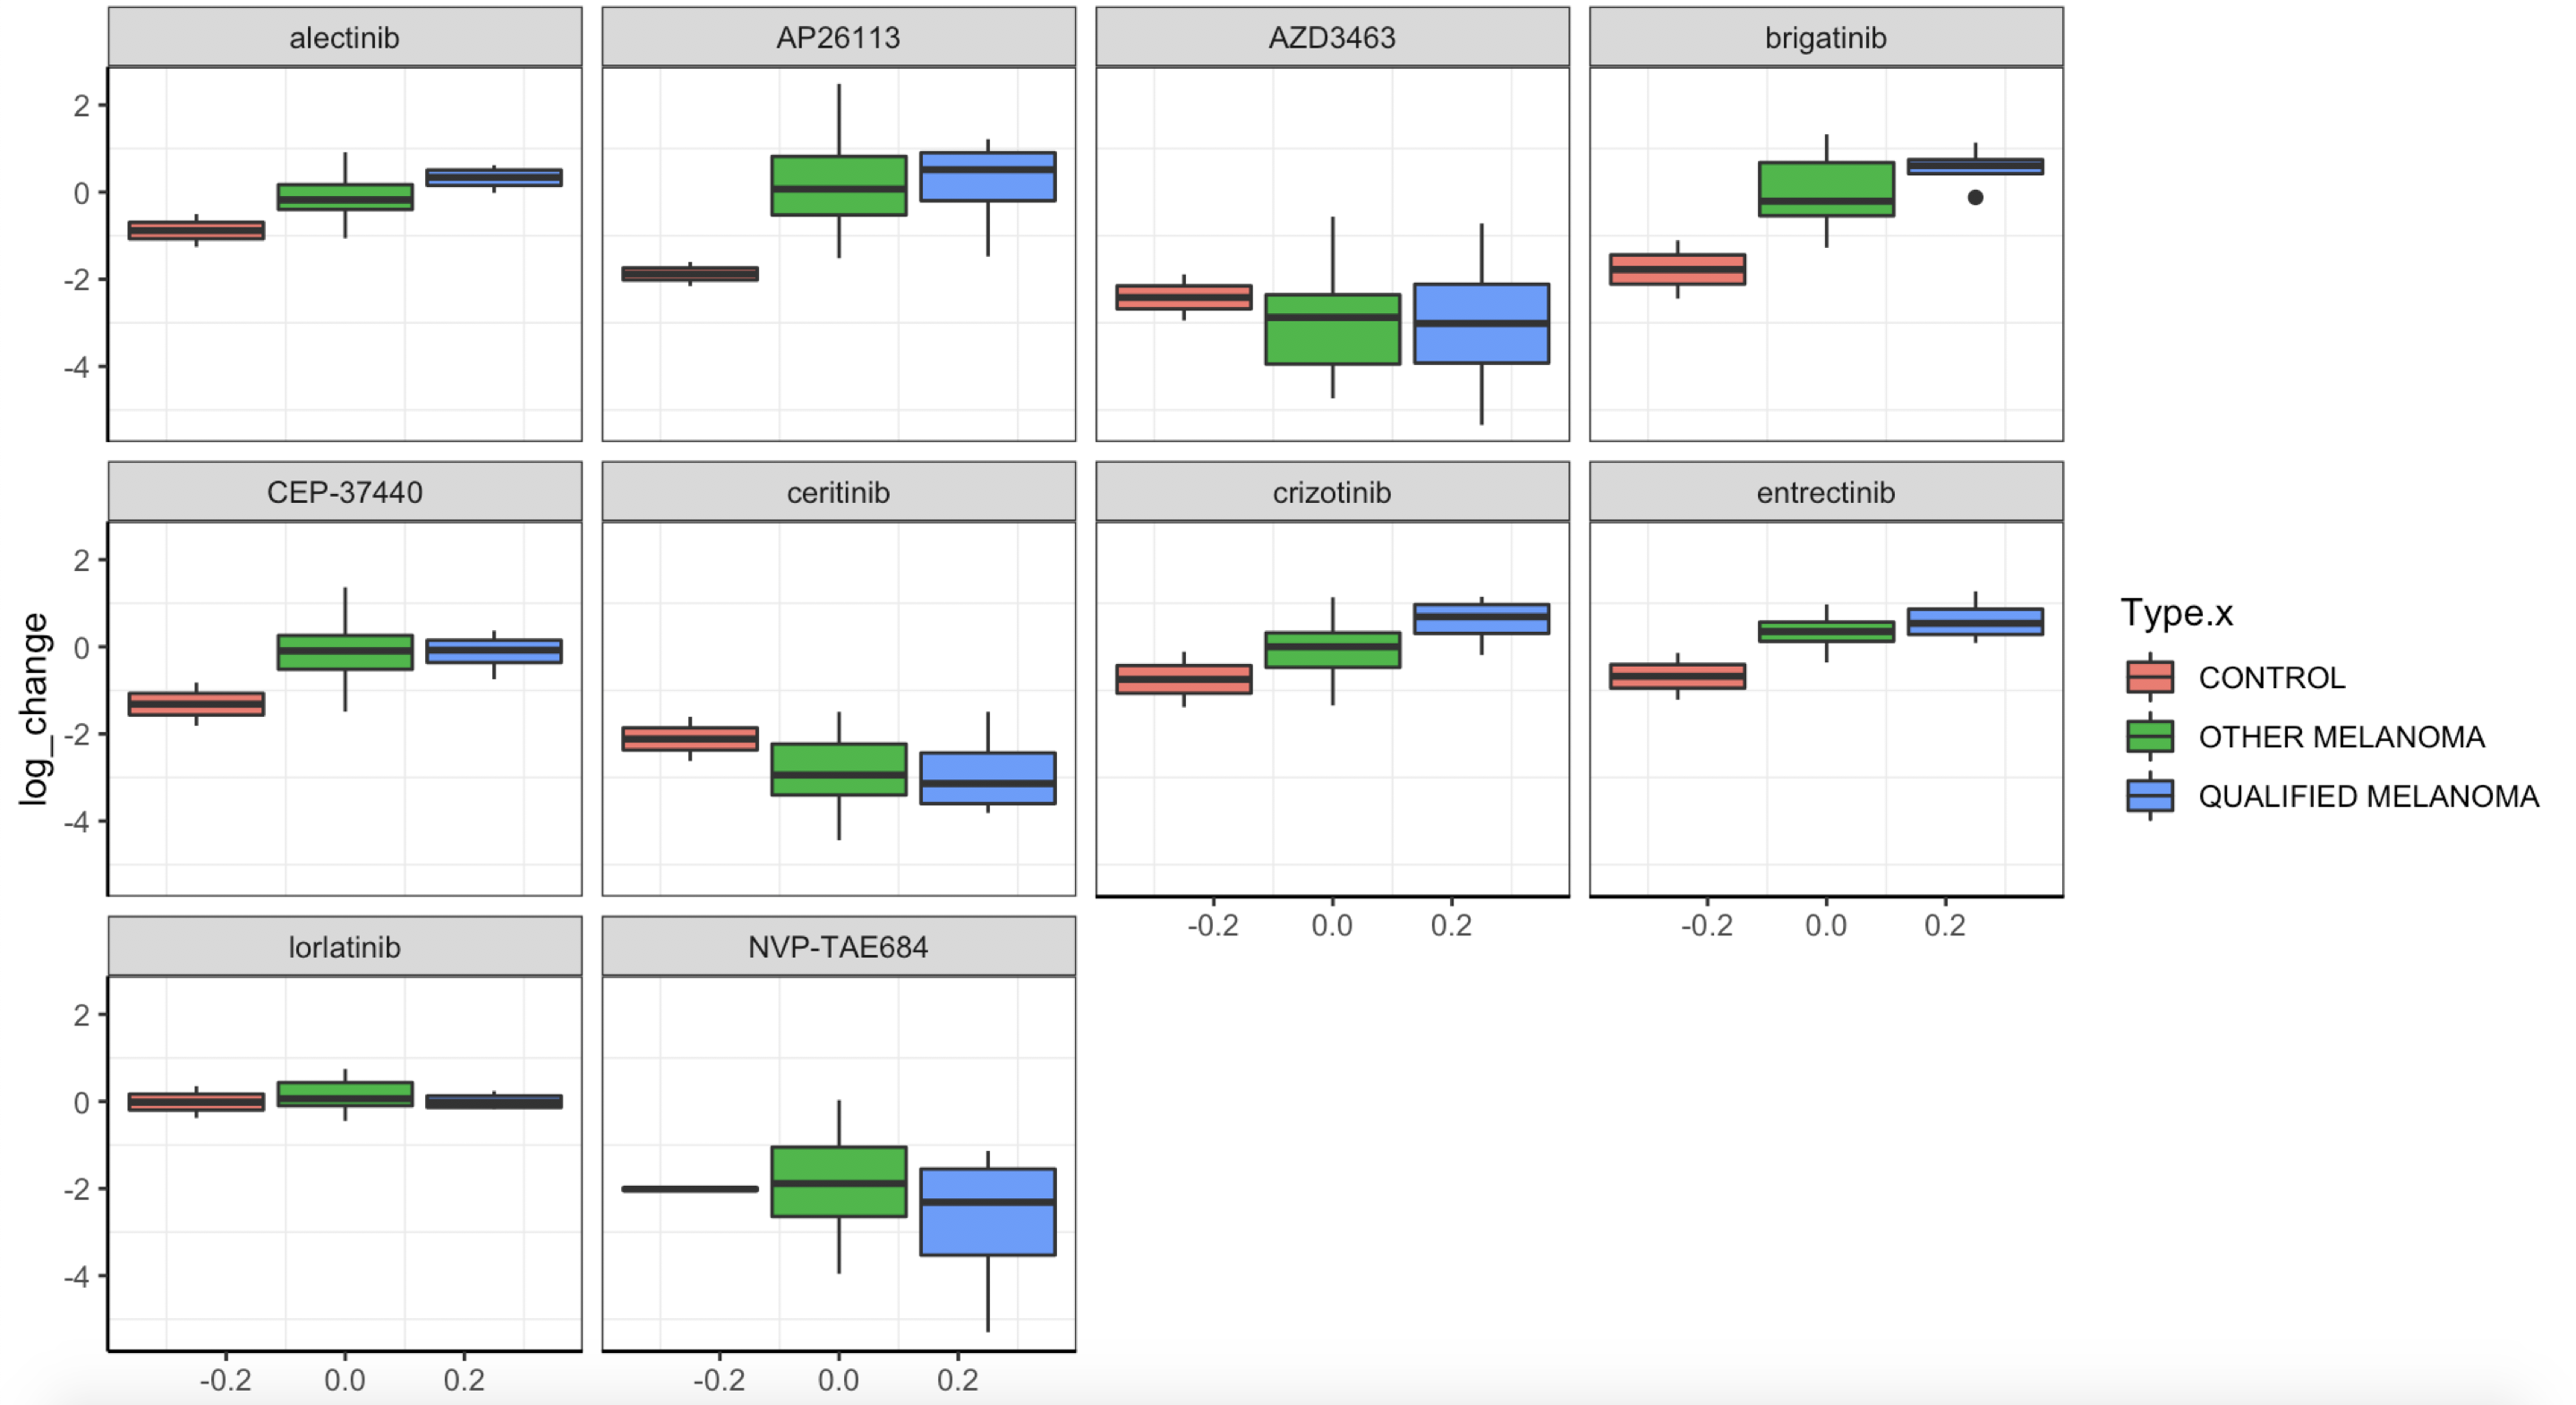 alectinib
AP26113
AZD3463
brigatinib
2
0
-2
-4
CEP-37440
ceritinib
crizotinib
entrectinib
2
0
-2
-4
-0.2 0.0 0.2
-0.2 0.0 0.2
lorlatinib
NVP-TAE684
2
0
-2
-4
-0.2 0.0 0.2
-0.2 0.0 0.2
log_change
Type.x
CONTROL
OTHER MELANOMA
QUALIFIED MELANOMA